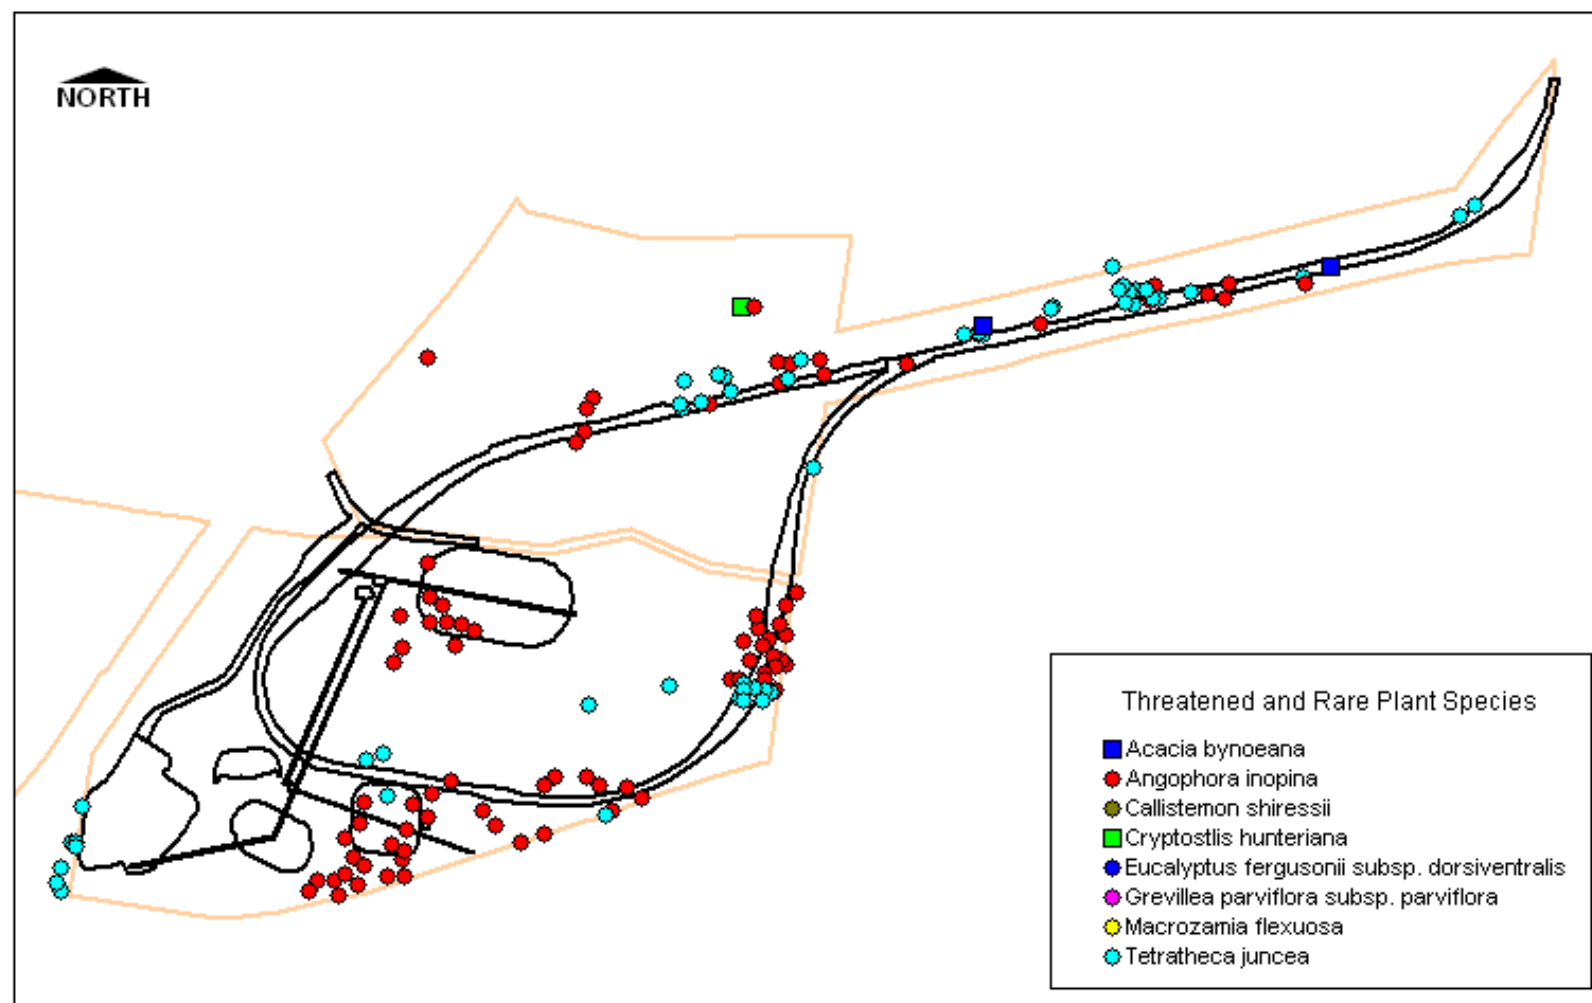 NORTH
Threatened and Rare Plant Species
Acacia bynoeana
Angophora inopina
Callistemon shiressii
Cryptostlis hunteriana
Eucalyptus fergusonii subsp. dorsiventralis
Grevillea parviflora subsp. parviflora
Macrozamia flexuosa
Tetratheca juncea